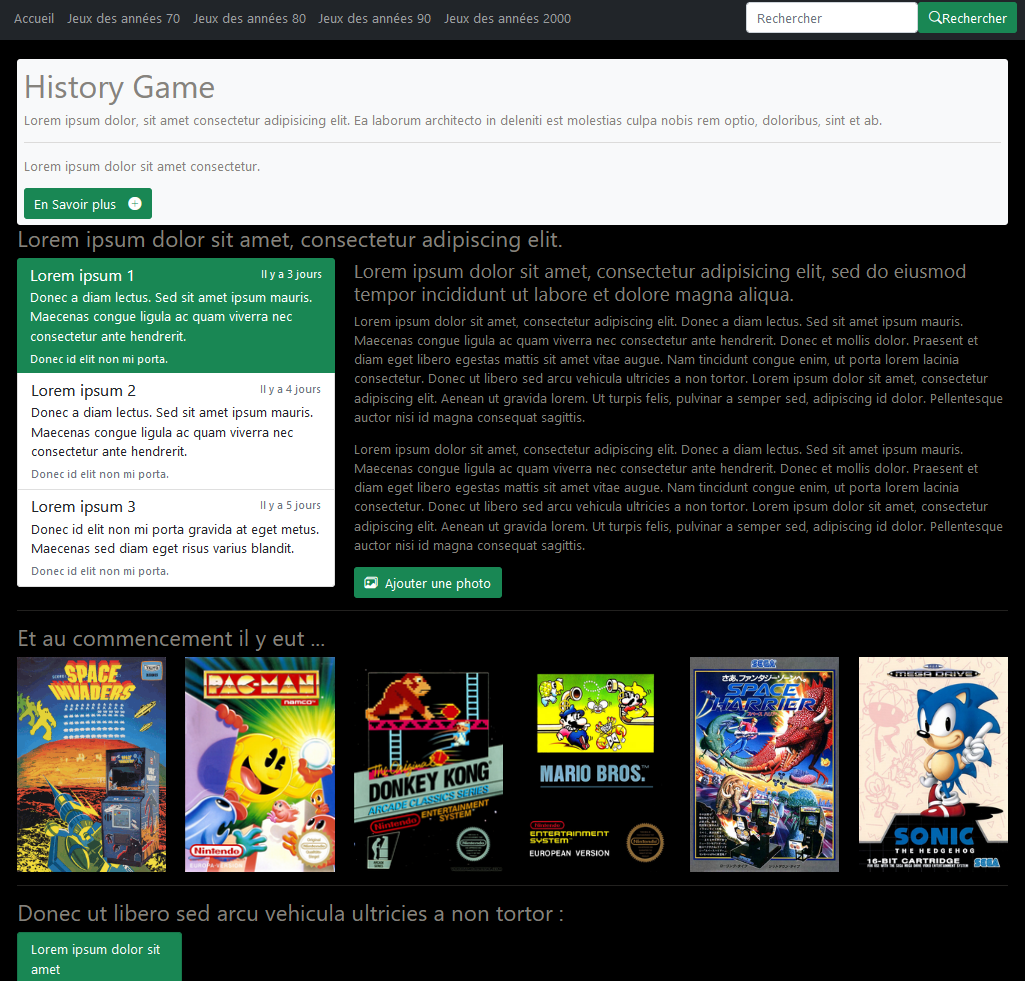 Accueil Jeux des années 70 Jeux des années 80 Jeux des années 90 Jeux des années 2000 Rechercher Rechercher
History Game
Lorem ipsum dolor, sit amet consectetur adipisicing elit. Ea laborum architecto in deleniti est molestias culpa nobis rem optio, doloribus, sint et ab.
Lorem ipsum dolor sit amet consectetur.
En Savoir plus
Lorem ipsum dolor sit amet, consectetur adipiscing elit.
Lorem ipsum 1 Il y a 3 jours
Donec a diam lectus. Sed sit amet ipsum mauris.
Maecenas congue ligula ac quam viverra nec
consectetur ante hendrerit.
Donec id elit non mi porta.
Lorem ipsum 2 Il y a 4 jours
Donec a diam lectus. Sed sit amet ipsum mauris.
Maecenas congue ligula ac quam viverra nec
consectetur ante hendrerit.
Donec id elit non mi porta.
Lorem ipsum 3 Il y a 5 jours
Donec id elit non mi porta gravida at eget metus.
Maecenas sed diam eget risus varius blandit.
Donec id elit non mi porta.
Lorem ipsum dolor sit amet, consectetur adipisicing elit, sed do eiusmod
tempor incididunt ut labore et dolore magna aliqua.
Lorem ipsum dolor sit amet, consectetur adipiscing elit. Donec a diam lectus. Sed sit amet ipsum mauris.
Maecenas congue ligula ac quam viverra nec consectetur ante hendrerit. Donec et mollis dolor. Praesent et
diam eget libero egestas mattis sit amet vitae augue. Nam tincidunt congue enim, ut porta lorem lacinia
consectetur. Donec ut libero sed arcu vehicula ultricies a non tortor. Lorem ipsum dolor sit amet, consectetur
adipiscing elit. Aenean ut gravida lorem. Ut turpis felis, pulvinar a semper sed, adipiscing id dolor. Pellentesque
auctor nisi id magna consequat sagittis.
Lorem ipsum dolor sit amet, consectetur adipiscing elit. Donec a diam lectus. Sed sit amet ipsum mauris.
Maecenas congue ligula ac quam viverra nec consectetur ante hendrerit. Donec et mollis dolor. Praesent et
diam eget libero egestas mattis sit amet vitae augue. Nam tincidunt congue enim, ut porta lorem lacinia
consectetur. Donec ut libero sed arcu vehicula ultricies a non tortor. Lorem ipsum dolor sit amet, consectetur
adipiscing elit. Aenean ut gravida lorem. Ut turpis felis, pulvinar a semper sed, adipiscing id dolor. Pellentesque
auctor nisi id magna consequat sagittis.
Ajouter une photo
Et au commencement il y eut ...
SPACE
INVADERS
PAC-MAN
namco
Nintendo
EUROPA-VERSION
The Original
DONKEY KONG
ARCADE CLASSICS SERIES
Nintendo ENTERTAINMENT
SYSTEM
MARIO BROS.™
Nintendo
ENTERTAINMENT
SYSTEM
EUROPEAN VERSION
SEGA
さあ、ファンタジーゾーンへ。
SPACE
HARRIER
MEGA DRIVE
SONIC
THE HEDGEHOG
16-BIT CARTRIDGE SEGA
Donec ut libero sed arcu vehicula ultricies a non tortor :
Lorem ipsum dolor sit
amet